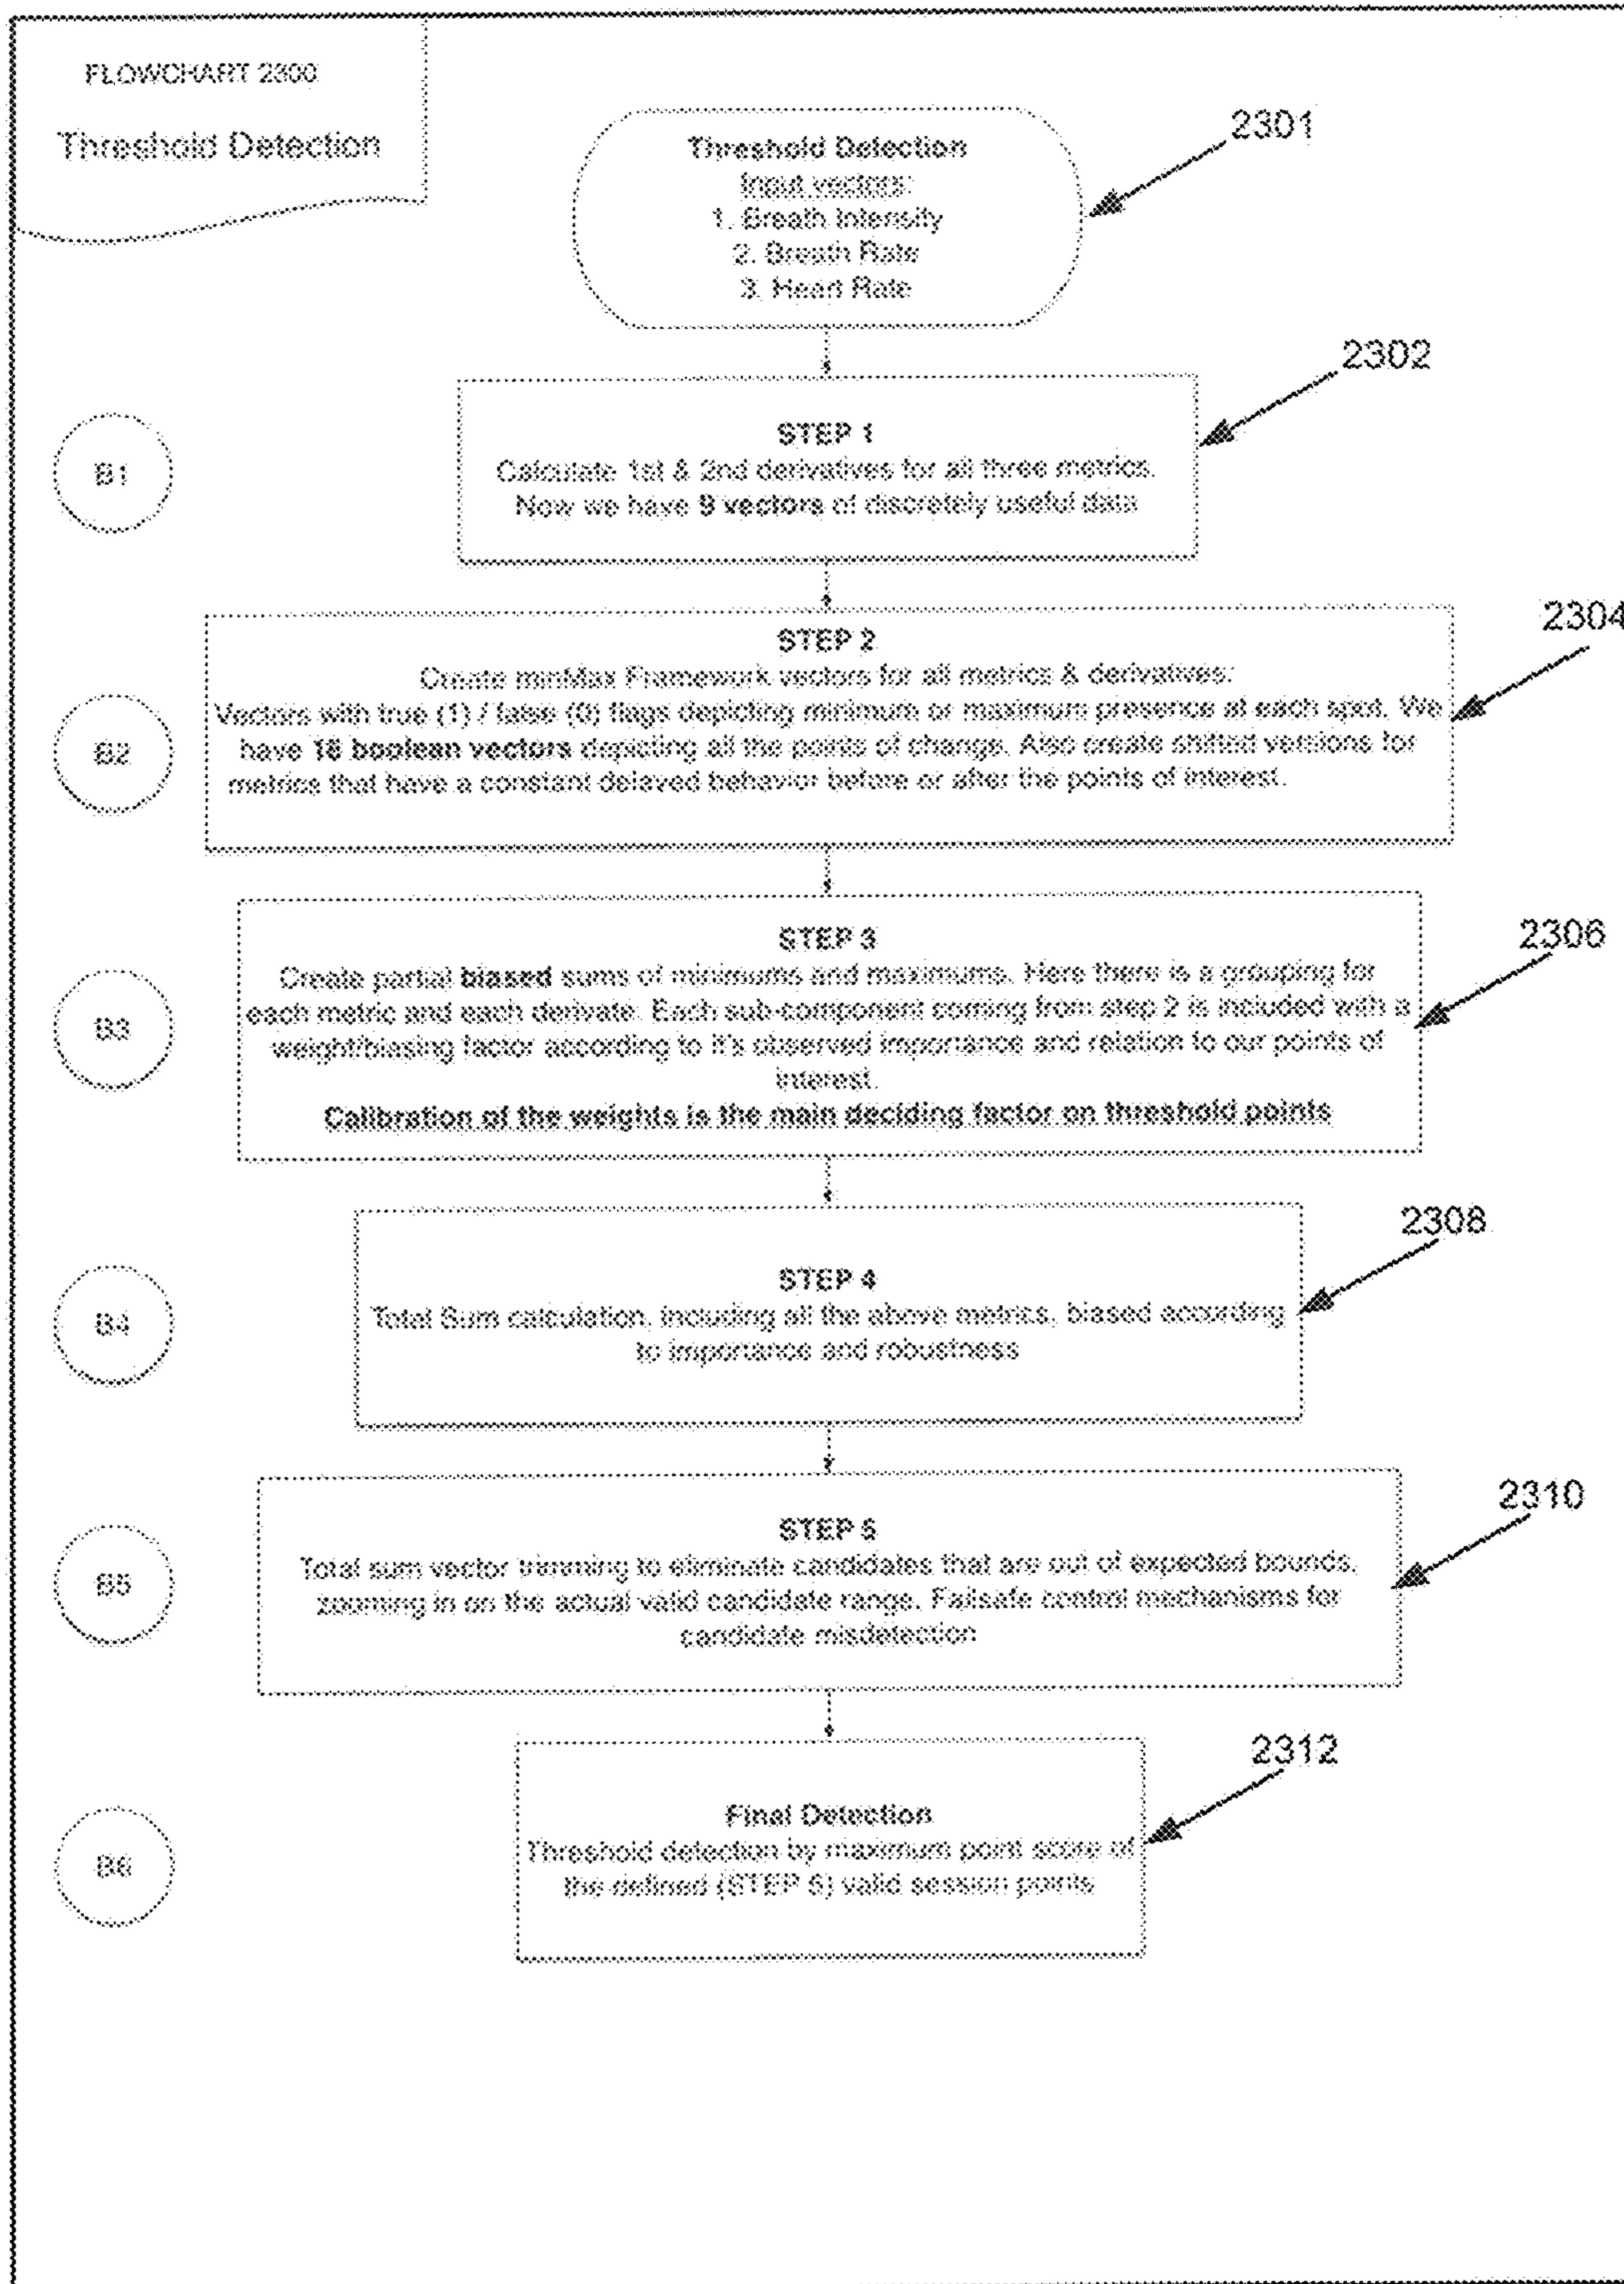 FLOWCHART 2300
Threshold Detection
Threshold Detection
Input vectors:
1. Breath Intensity
2. Breath Rate
3. Heart Rate
2301
2302
B1
STEP 1
Calculate 1st & 2nd derivatives for all three metrics.
Now we have 9 vectors of discretely useful data
2304
B2
STEP 2
Create minMax Framework vectors for all metrics & derivatives:
Vectors with true (1) / false (0) flags depicting minimum or maximum presence at each spot. We
have boolean vectors depicting all the points of change. Also create shifted versions for
metrics that have a constant delayed behavior before or after the points of interest.
2306
B3
STEP 3
Create partial biased sums of minimums and maximums. Here there is a grouping for
each metric and each derivate. Each sub-component coming from step 2 is included with a
weight/biasing factor according to it's observed importance and relation to our points of
interest.
Calibration of the weights is the main deciding factor on threshold points
2308
B4
STEP 4
Total Sum calculation, including all the above metrics, biased according
to importance and robustness
2310
B5
STEP 5
Total sum vector trimming to eliminate candidates that are out of expected bounds,
zouming in on the actual valid candidate range. Failsafe control mechanisms for
candidate misdetection
2312
B6
Final Detection
Threshold detection by maximum point score of
the defined (STEP 5) valid session points